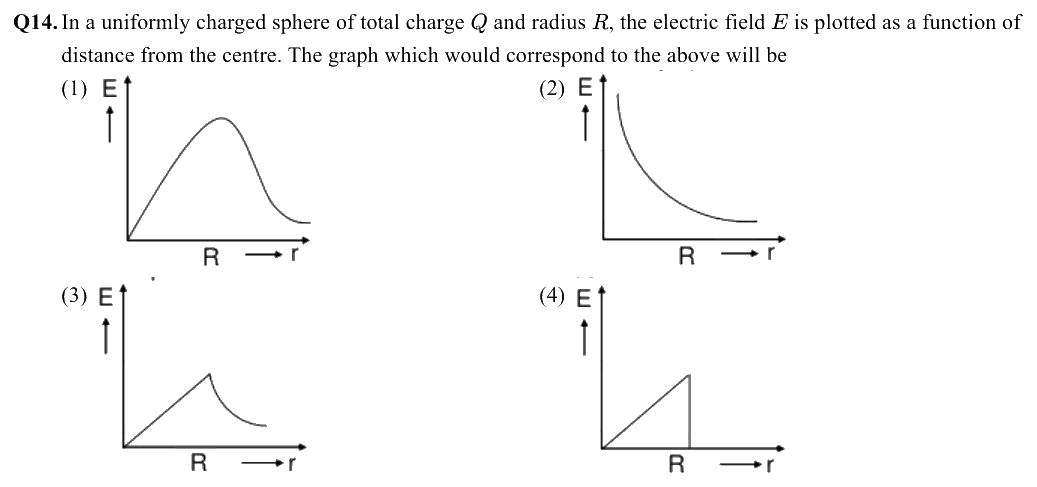 Q14. In a uniformly charged sphere of total charge Q and radius R, the electric field E is plotted as a function of
distance from the centre. The graph which would correspond to the above will be
(1) E
R r
(2) E
R r
(3) E
R r
(4) E
R r